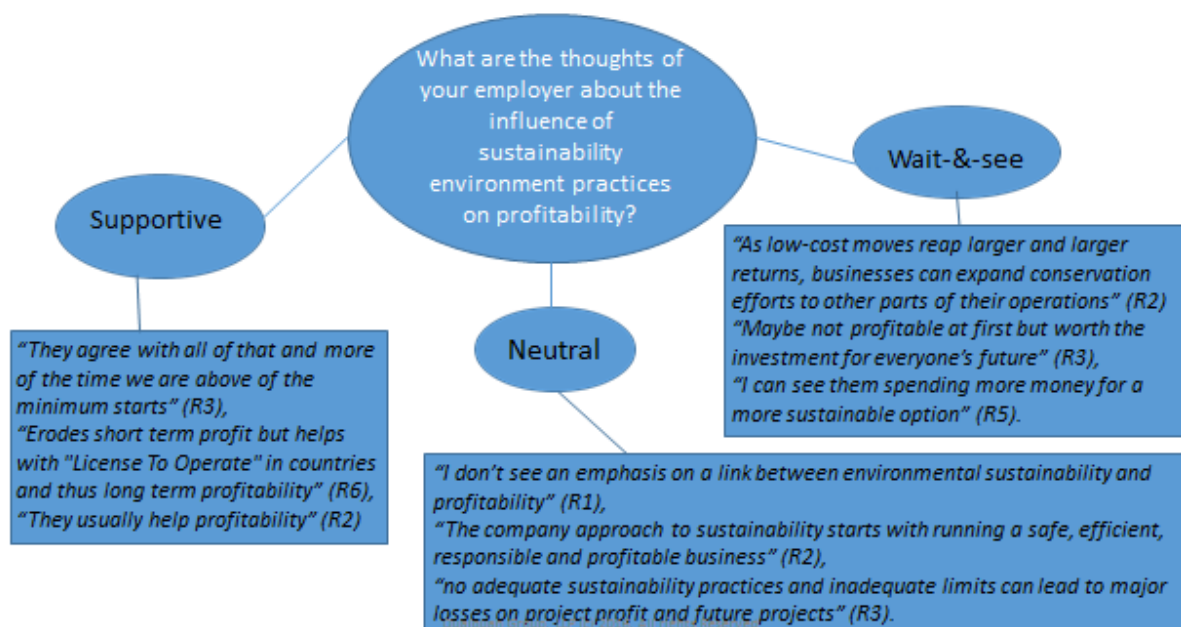 What are the thoughts of
your employer about the
influence of
sustainability
environment practices
on profitability?
Supportive
“They agree with all of that and more
of the time we are above of the
minimum starts” (R3),
“Erodes short term profit but helps
with "License To Operate" in countries
and thus long term profitability” (R6),
“They usually help profitability” (R2)
Neutral
“I don’t see an emphasis on a link between environmental sustainability and
profitability” (R1),
“The company approach to sustainability starts with running a safe, efficient,
responsible and profitable business” (R2),
“no adequate sustainability practices and inadequate limits can lead to major
losses on project profit and future projects” (R3).
Wait-&-see
“As low-cost moves reap larger and larger
returns, businesses can expand conservation
efforts to other parts of their operations” (R2)
“Maybe not profitable at first but worth the
investment for everyone’s future” (R3),
“I can see them spending more money for a
more sustainable option” (R5).